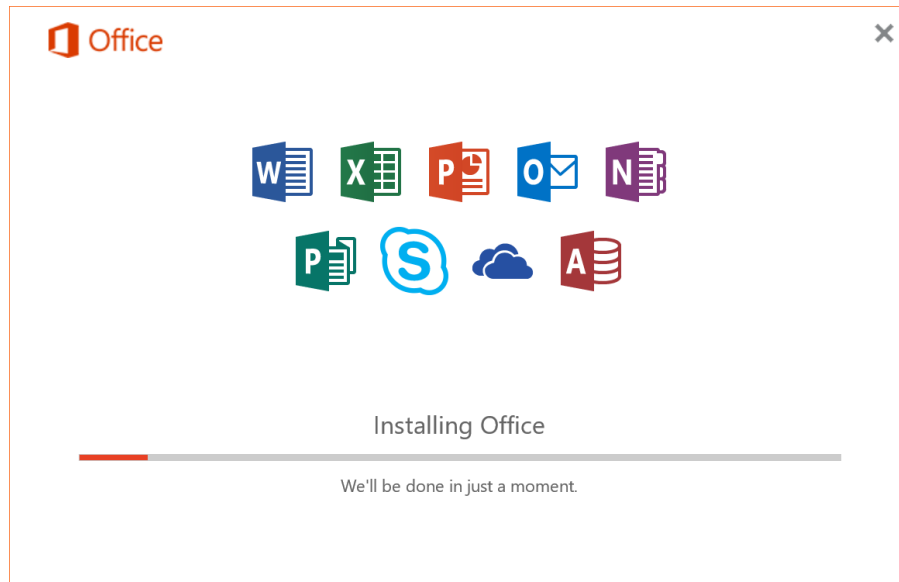 Office
W X P O N
P S A
Installing Office
We'll be done in just a moment.